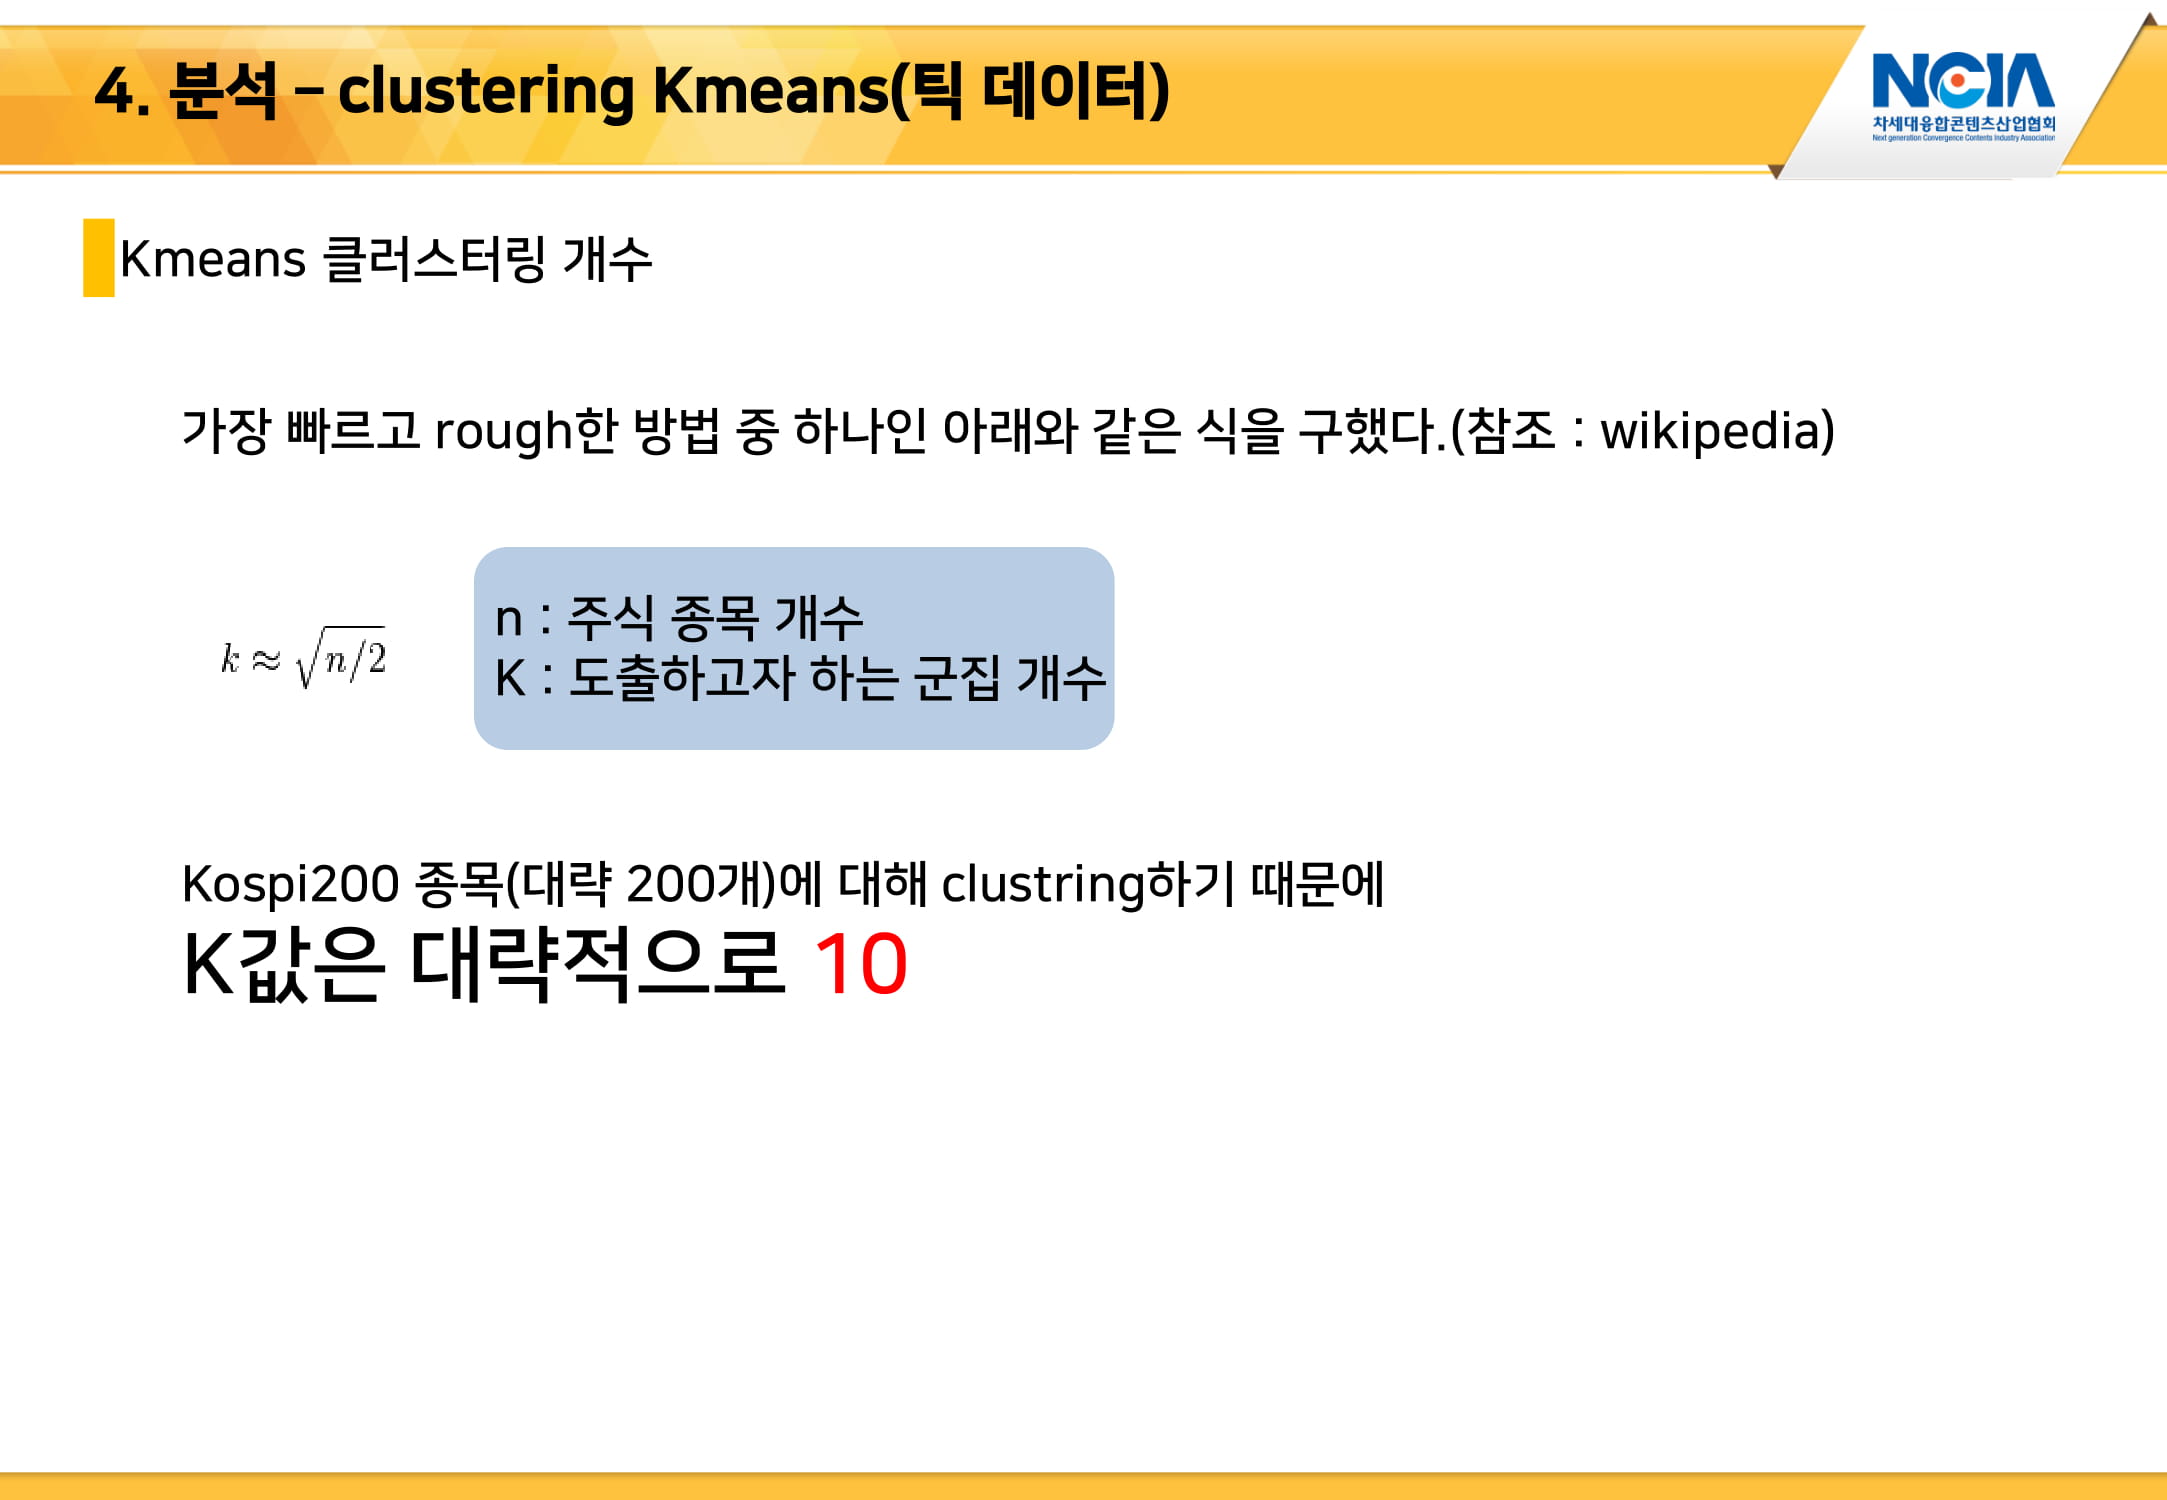 4. 분석 – clustering Kmeans(틱 데이터)
NCIA
차세대융합콘텐츠산업협회
Next generation Convergence Contents Industry Association
Kmeans 클러스터링 개수
가장 빠르고 rough한 방법 중 하나인 아래와 같은 식을 구했다.(참조 : wikipedia)
k ≈ √n/2
n : 주식 종목 개수
K : 도출하고자 하는 군집 개수
Kospi200 종목(대략 200개)에 대해 clustring하기 때문에
K값은 대략적으로 10